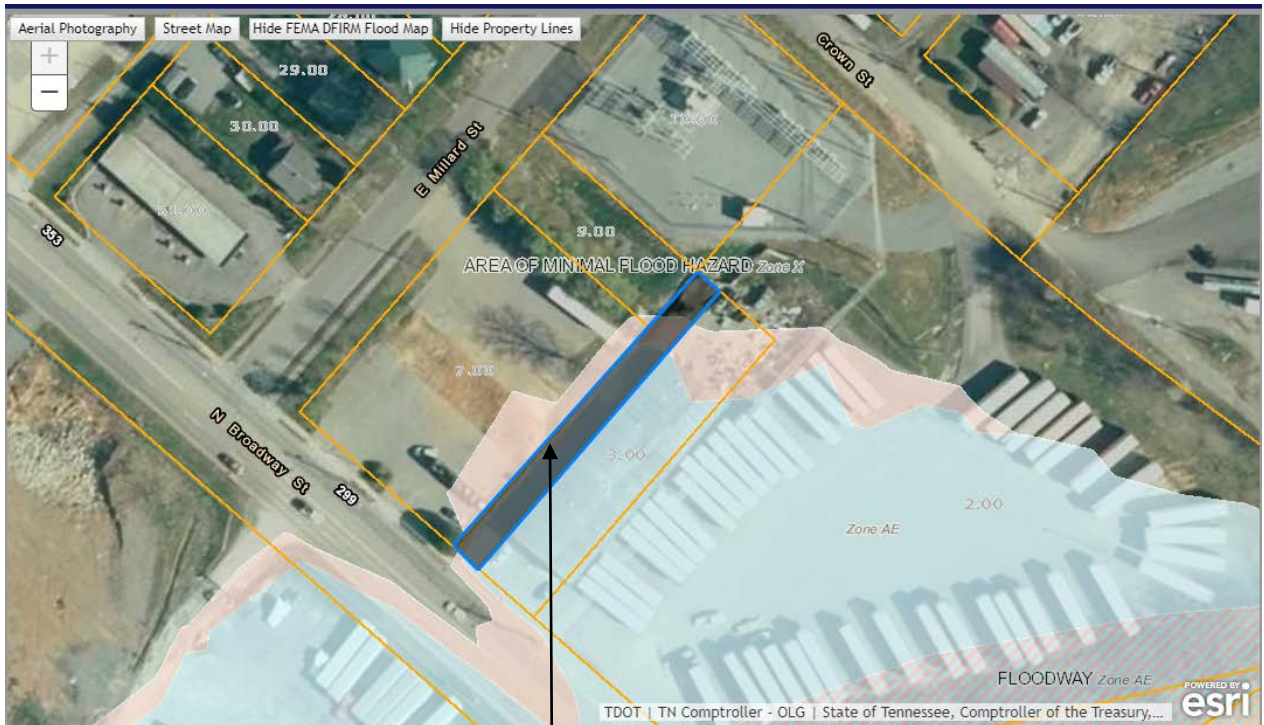 Aerial Photography
Street Map
Hide FEMA DFIRM Flood Map
Hide Property Lines
+
−
29.00
30.00
E Millard St
Crown St
353
9.00
AREA OF MINIMAL FLOOD HAZARD Zone X
7.00
N Broadway St
299
3.00
2.00
Zone AE
FLOODWAY Zone AE
TDOT | TN Comptroller - OLG | State of Tennessee, Comptroller of the Treasury,...
POWERED BY
esri